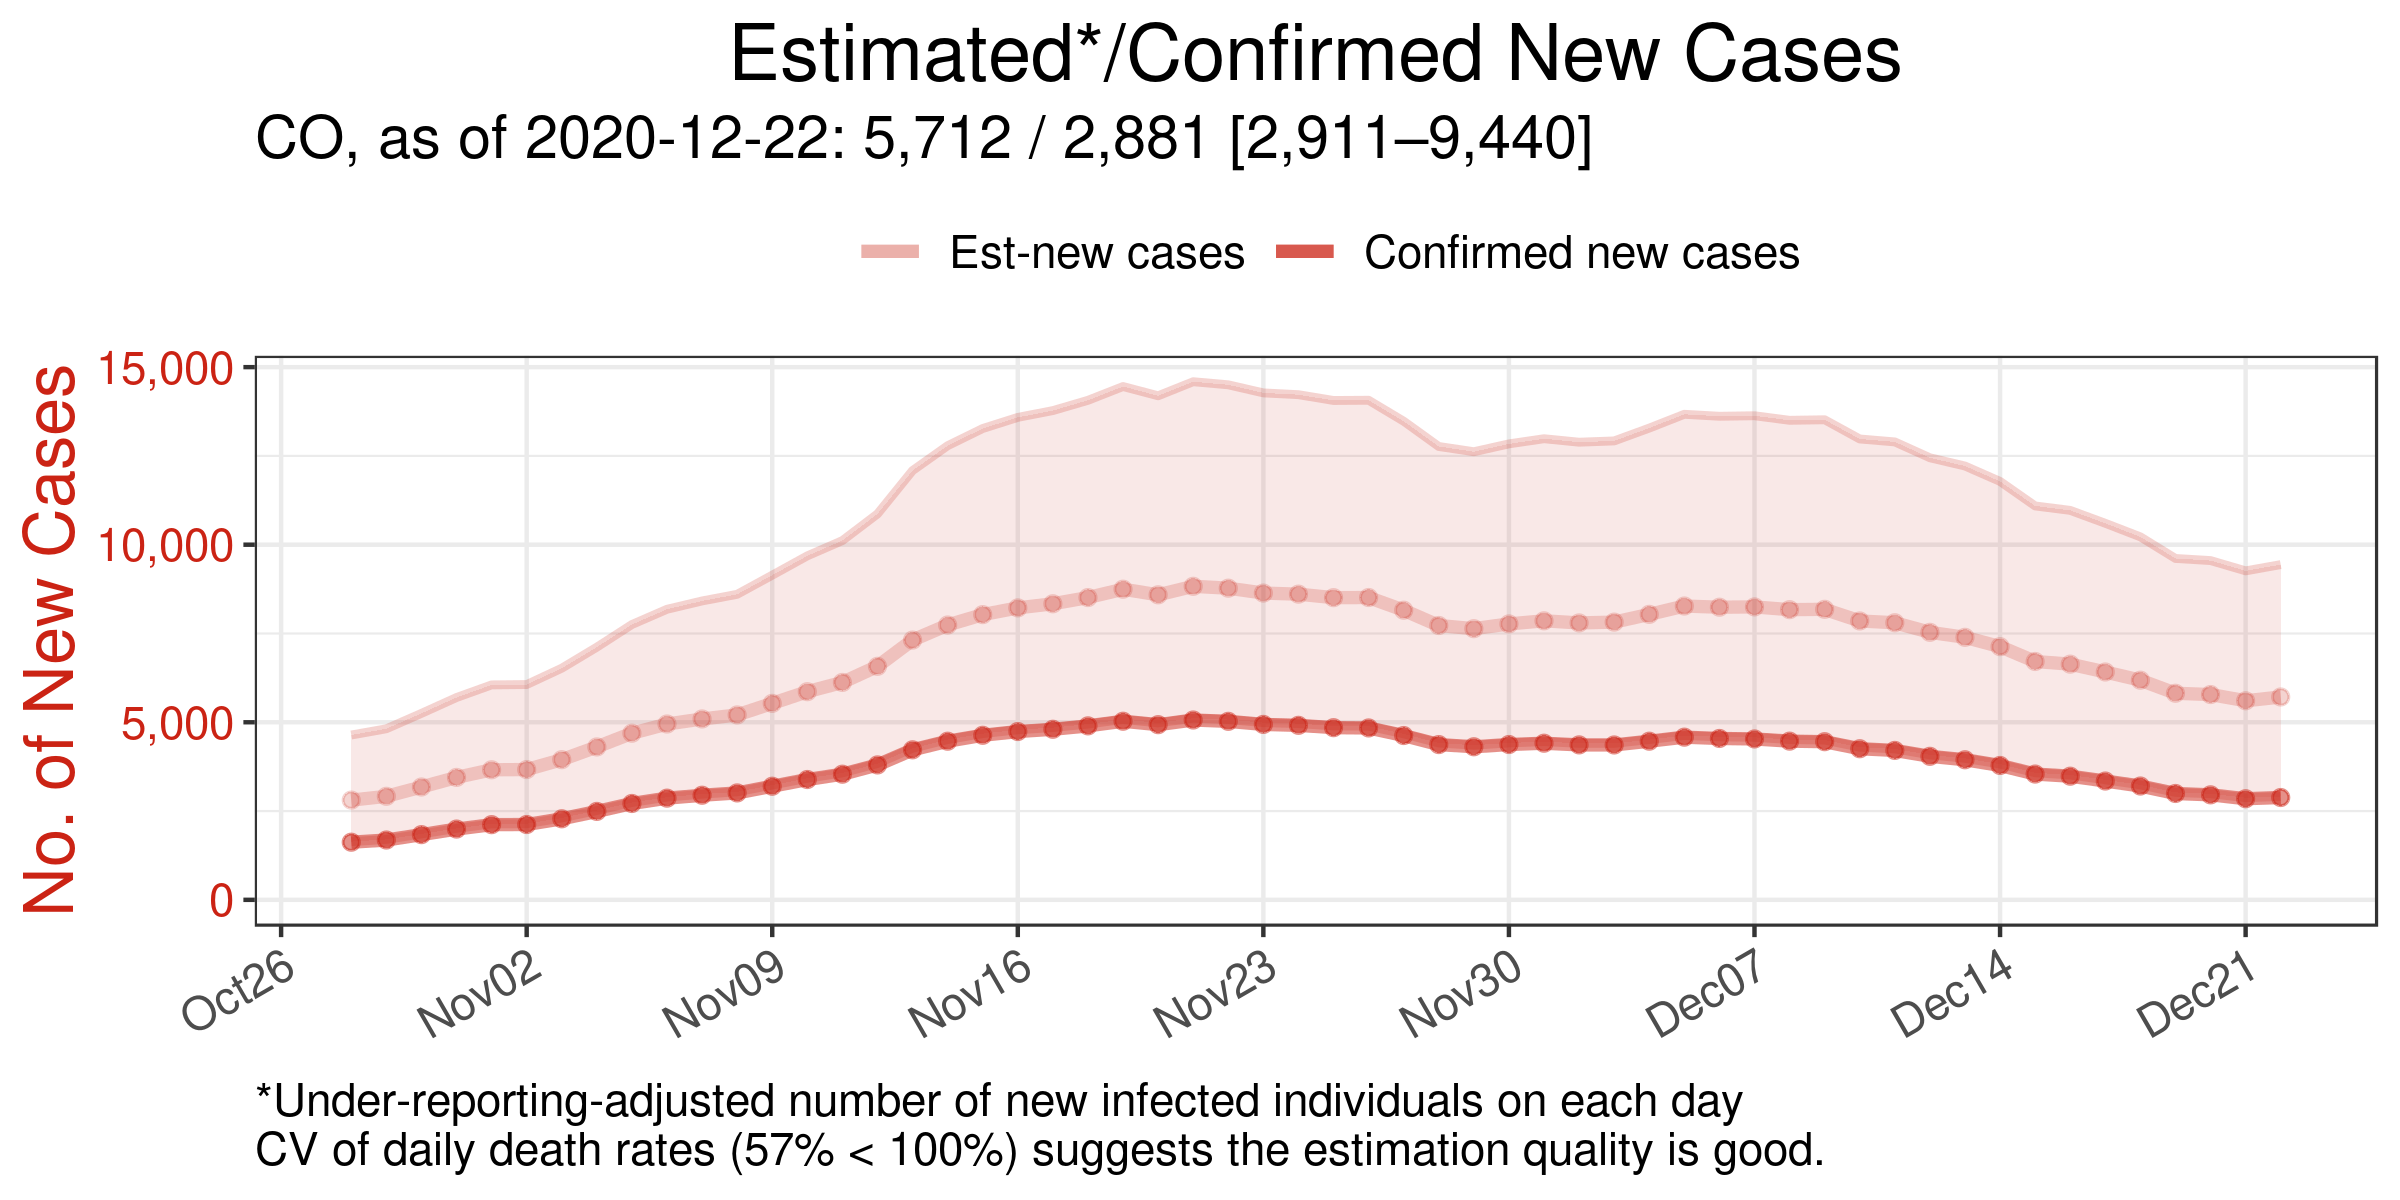 Estimated*/Confirmed New Cases
CO, as of 2020-12-22: 5,712 / 2,881 [2,911–9,440]
Est-new cases
Confirmed new cases
No. of New Cases
15,000
10,000
5,000
0
Oct26
Nov02
Nov09
Nov16
Nov23
Nov30
Dec07
Dec14
Dec21
*Under-reporting-adjusted number of new infected individuals on each day
CV of daily death rates (57% < 100%) suggests the estimation quality is good.